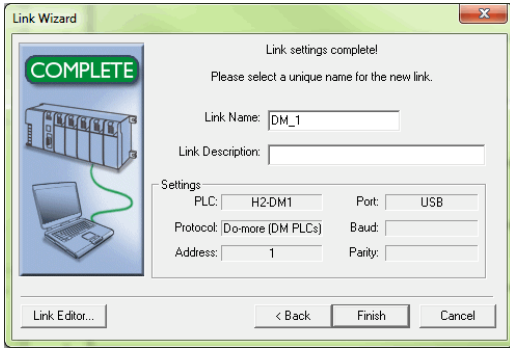 Link Wizard
COMPLETE
Link settings complete!
Please select a unique name for the new link.
Link Name: DM_1
Link Description:
Settings
PLC: H2-DM1 Port: USB
Protocol: Do-more (DM PLCs) Baud:
Address: 1 Parity:
Link Editor... < Back Finish Cancel